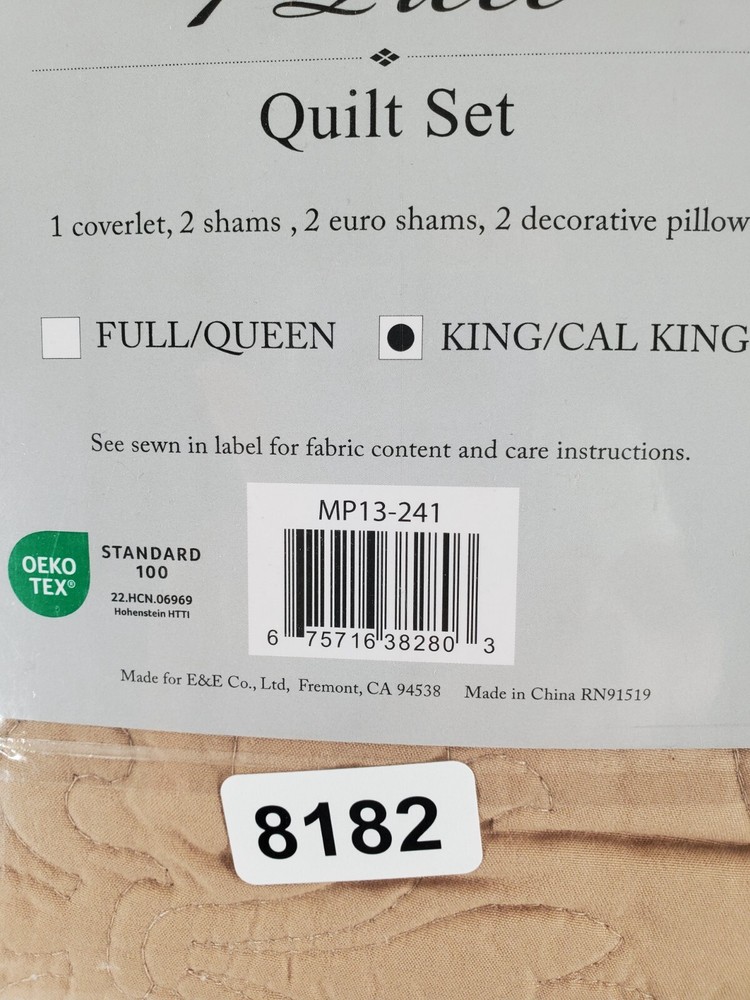 Quilt Set
1 coverlet, 2 shams , 2 euro shams, 2 decorative pillow
FULL/QUEEN
KING/CAL KING
See sewn in label for fabric content and care instructions.
MP13-241
6 75716 38280 3
OEKO
TEX®
STANDARD
100
22.HCN.06969
Hohenstein HTTI
Made for E&E Co., Ltd, Fremont, CA 94538 Made in China RN91519
8182